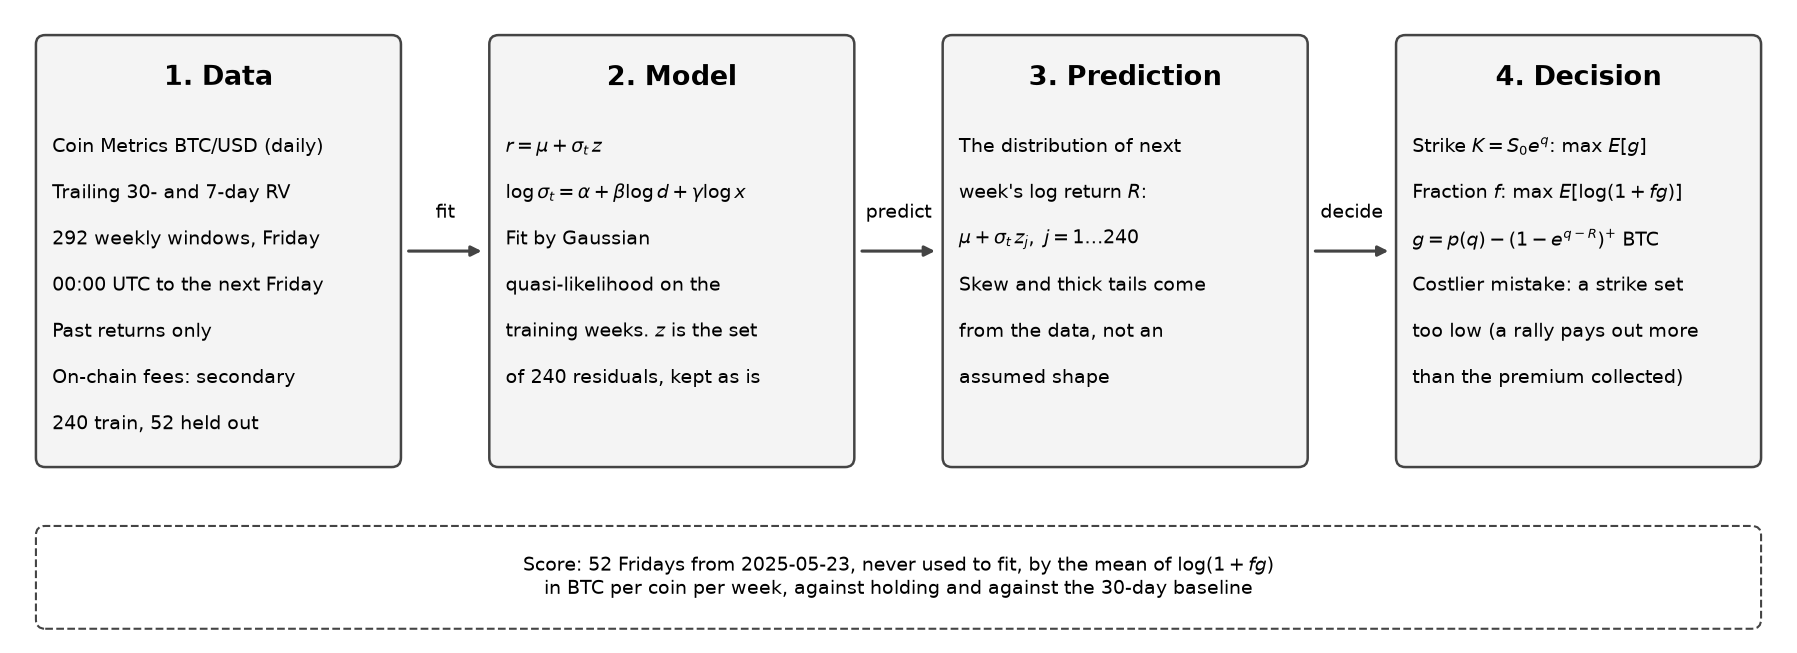 1. Data
Coin Metrics BTC/USD (daily)
Trailing 30- and 7-day RV
292 weekly windows, Friday
00:00 UTC to the next Friday
Past returns only
On-chain fees: secondary
240 train, 52 held out
fit
2. Model
r = μ + σ_t z
log σ_t = α + β log d + γ log x
Fit by Gaussian
quasi-likelihood on the
training weeks. z is the set
of 240 residuals, kept as is
predict
3. Prediction
The distribution of next
week's log return R:
μ + σ_t z_j, j = 1…240
Skew and thick tails come
from the data, not an
assumed shape
decide
4. Decision
Strike K = S₀e^q: max E[g]
Fraction f: max E[log(1 + fg)]
g = p(q) − (1 − e^{q − R})⁺ BTC
Costlier mistake: a strike set
too low (a rally pays out more
than the premium collected)
Score: 52 Fridays from 2025-05-23, never used to fit, by the mean of log(1 + fg)
in BTC per coin per week, against holding and against the 30-day baseline